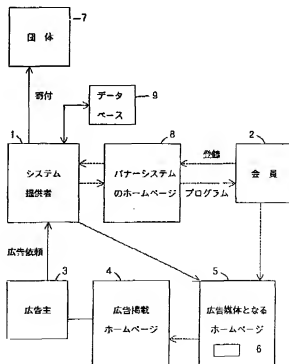 7
団体
寄付
データ
ベース
9
1
システム
提供者
8
バナーシステム
のホームページ
登録
プログラム
2
会員
広告依頼
3
広告主
4
広告掲載
ホームページ
5
広告媒体となる
ホームページ
6